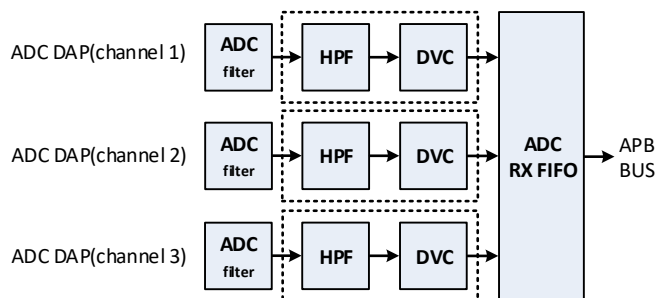 ADC DAP(channel 1)
ADC
filter
HPF
DVC
ADC DAP(channel 2)
ADC
filter
HPF
DVC
ADC
RX FIFO
APB
BUS
ADC DAP(channel 3)
ADC
filter
HPF
DVC